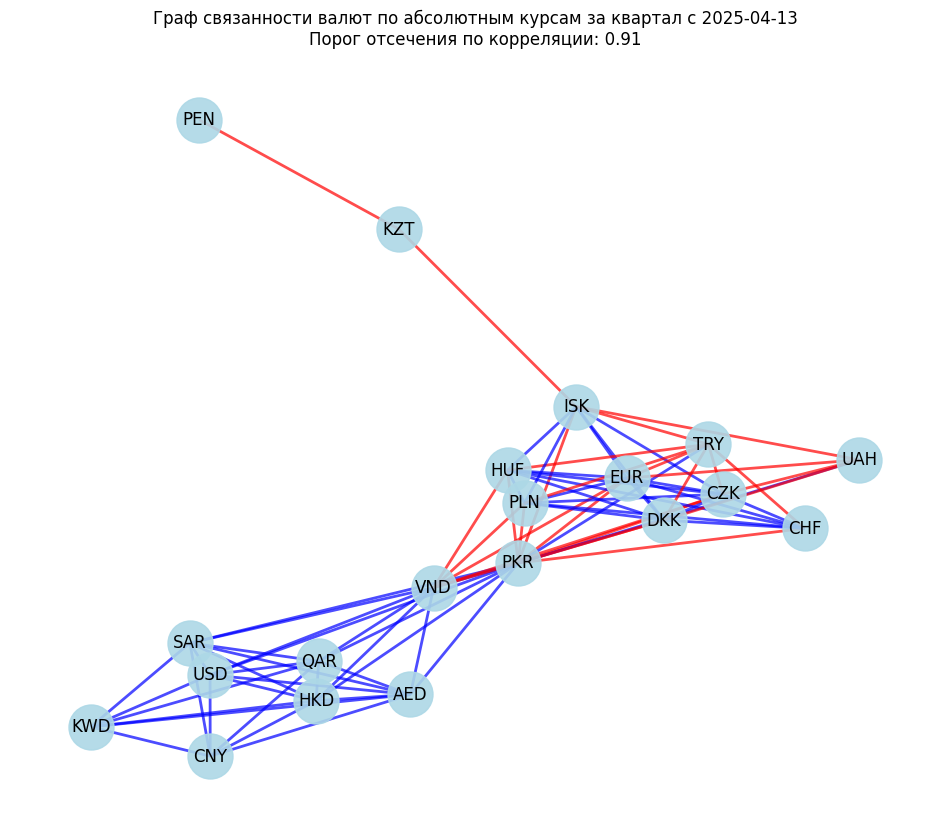 Граф связанности валют по абсолютным курсам за квартал с 2025-04-13
Порог отсечения по корреляции: 0.91
PEN
KZT
ISK
TRY
UAH
HUF
EUR
CZK
PLN
DKK
CHF
PKR
VND
SAR
QAR
USD
AED
HKD
KWD
CNY